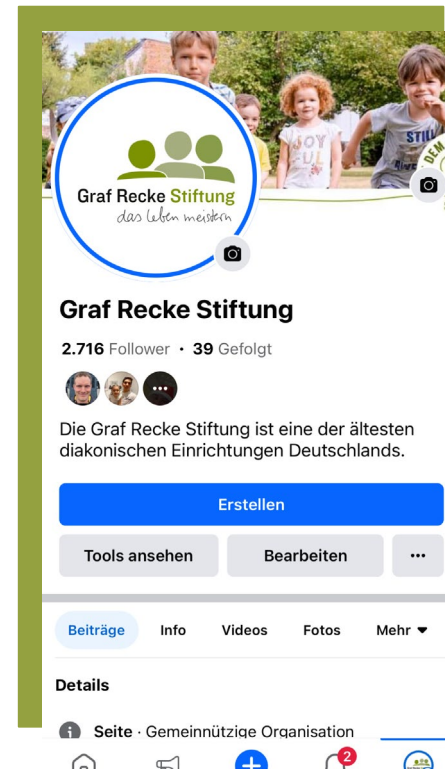 JOY
FUL
STILL
DEM
Graf Recke Stiftung
das leben meistern
Graf Recke Stiftung
2.716 Follower · 39 Gefolgt
Die Graf Recke Stiftung ist eine der ältesten
diakonischen Einrichtungen Deutschlands.
Erstellen
Tools ansehen
Bearbeiten
Beiträge Info Videos Fotos Mehr
Details
Seite · Gemeinnützige Organisation
2